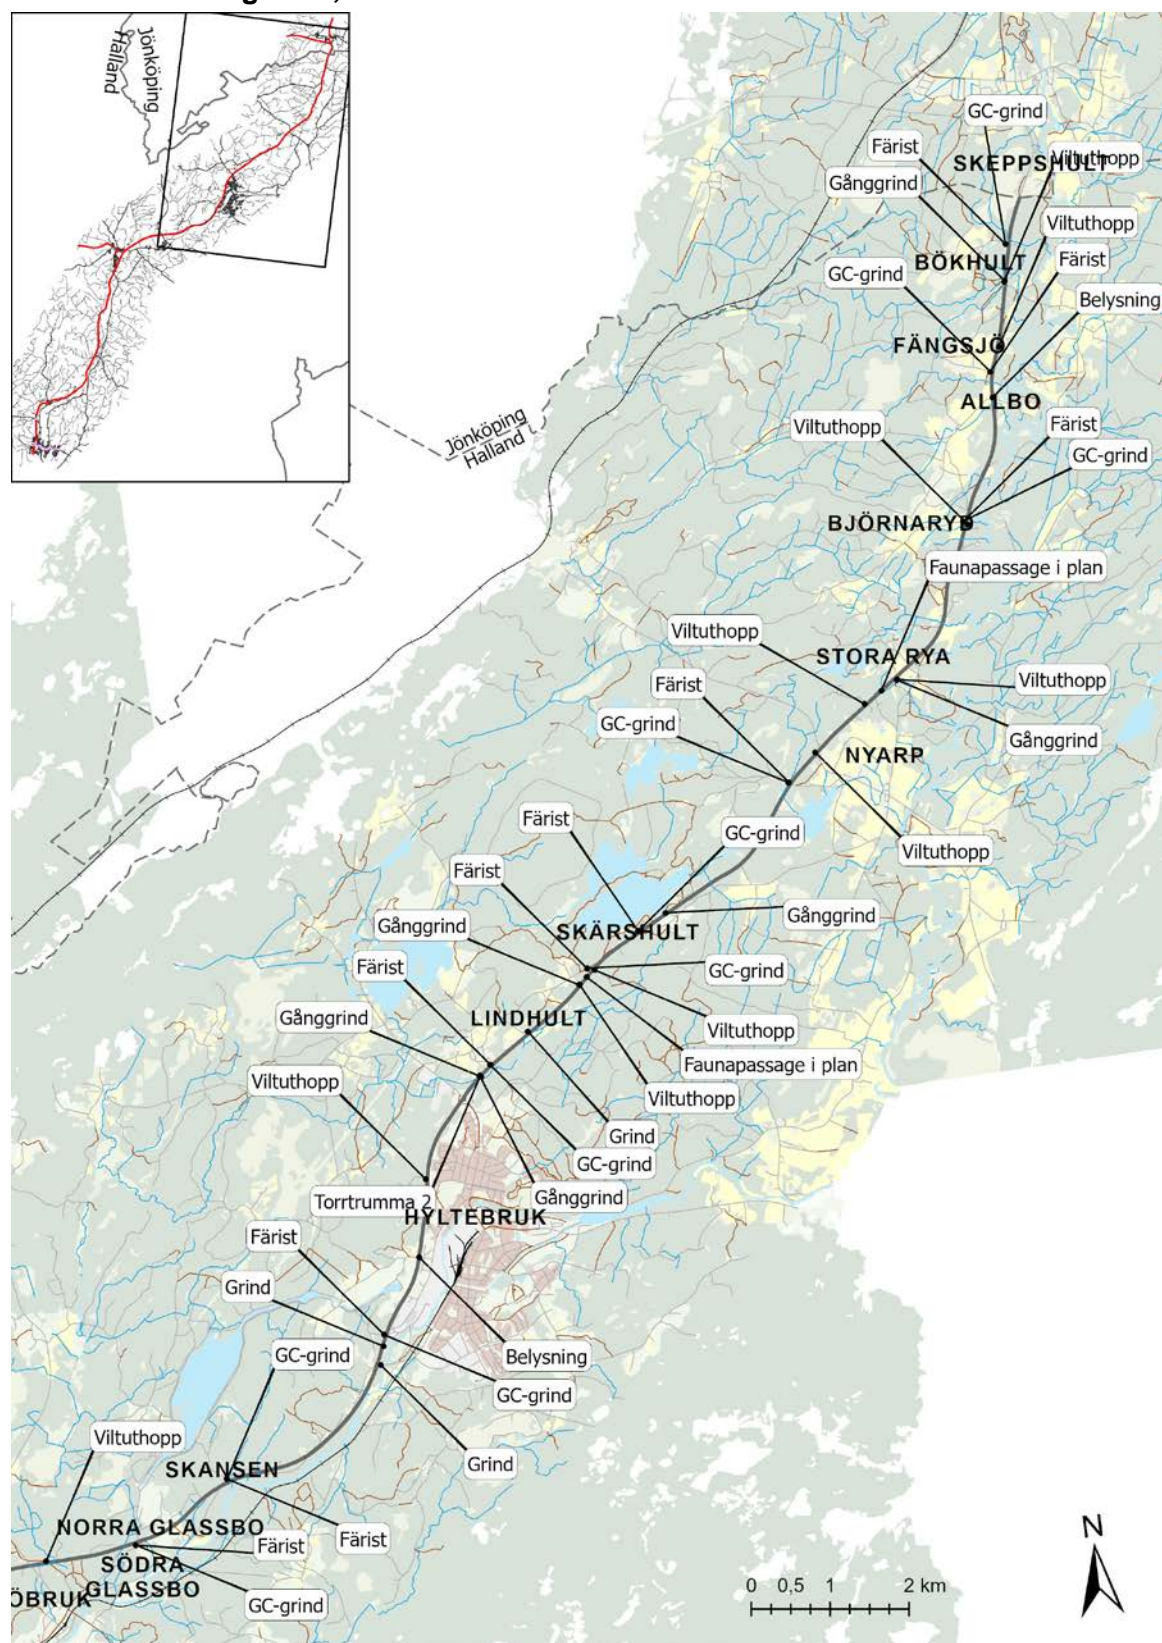 Jönköping
Halland
GC-grind
Färist
SKEPPSHULT
Viltuthopp
Gånggrind
Viltuthopp
BÖKHULT
Färist
GC-grind
Belysning
FÄNGSJÖ
ALLBO
Färist
Viltuthopp
Jönköping
Halland
GC-grind
BJÖRNARYD
Faunapassage i plan
Viltuthopp
STORA RYA
Färist
Viltuthopp
GC-grind
Gånggrind
NYARP
Färist
GC-grind
Viltuthopp
Färist
Gånggrind
Gånggrind
SKÄRSHULT
Färist
GC-grind
Gånggrind
LINDHULT
Viltuthopp
Faunapassage i plan
Viltuthopp
Viltuthopp
Grind
GC-grind
Torrtrumma 2
Gånggrind
HYLTEBRUK
Färist
Grind
GC-grind
Belysning
GC-grind
Viltuthopp
Grind
SKANSEN
NORRA GLASSBO
Färist
Färist
SÖDRA
GLASSBO
ÖBRUK
GC-grind
0 0,5 1 2 km
N